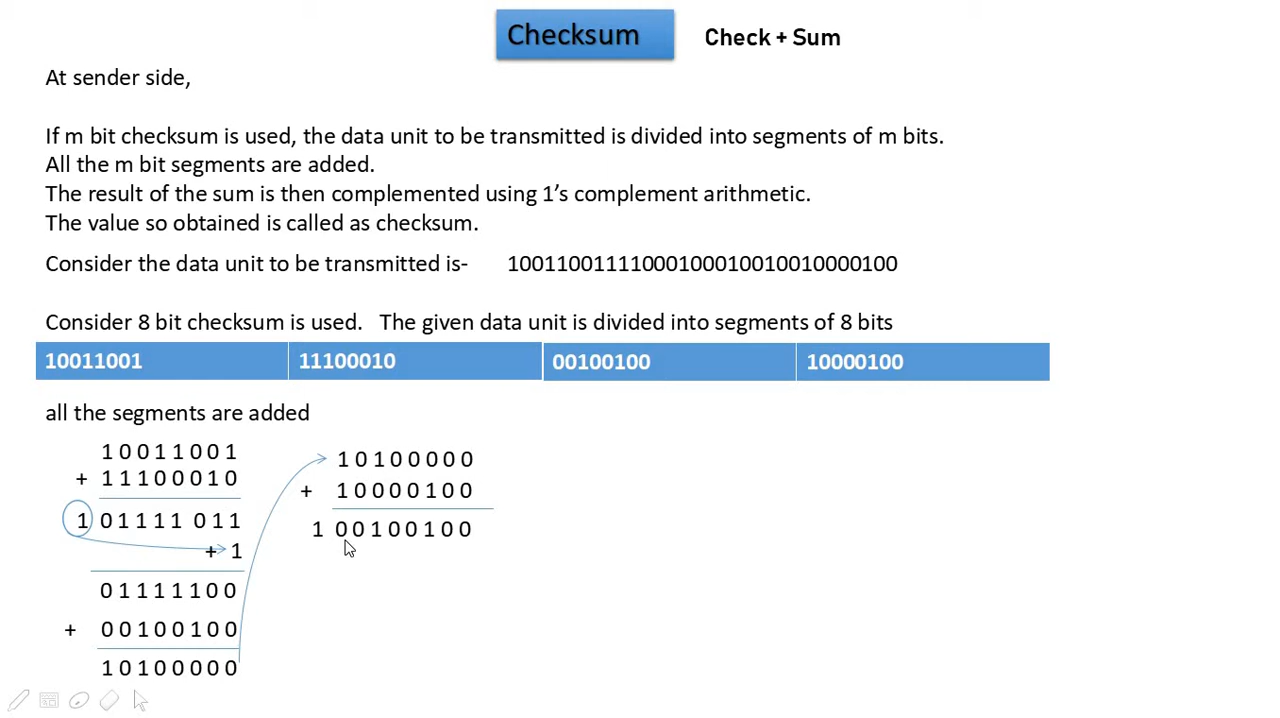 Checksum
Check + Sum
At sender side,
If m bit checksum is used, the data unit to be transmitted is divided into segments of m bits.
All the m bit segments are added.
The result of the sum is then complemented using 1's complement arithmetic.
The value so obtained is called as checksum.
Consider the data unit to be transmitted is- 10011001111000100010010010000100
Consider 8 bit checksum is used. The given data unit is divided into segments of 8 bits
10011001 11100010 00100100 10000100
all the segments are added
1 0 0 1 1 0 0 1
+ 1 1 1 0 0 0 1 0
1 0 1 1 1 1 0 1 1
+ 1
0 1 1 1 1 1 0 0
+ 0 0 1 0 0 1 0 0
1 0 1 0 0 0 0 0
1 0 1 0 0 0 0 0
+ 1 0 0 0 0 1 0 0
1 0 0 1 0 0 1 0 0